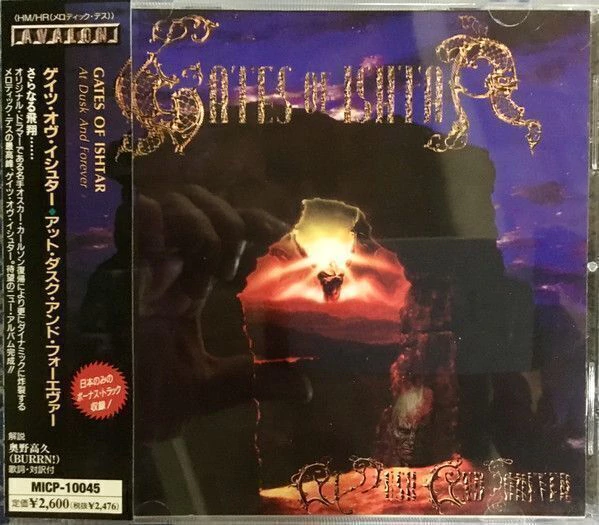 (HM/HR(メロディック・デス))
AVALON
GATES OF ISHTAR
At Dusk And Forever
ゲイツ・オヴ・イシュター◆アット・ダスク・アンド・フォーエヴァー
さらなる飛翔……
オリジナル・ドラマーである名手オスカー・カールソン復帰により更にダイナミックに炸裂する
メロディック・デスの最高峰、ゲイツ・オヴ・イシュター。待望のニュー・アルバム完成!!
日本のみの
ボーナス・トラック
収録!
解説
奥野高久
(BURRN!)
歌詞・対訳付
MICP-10045
定価¥2,600(税抜¥2,476)
GATES OF ISHTAR
At Dusk And Forever